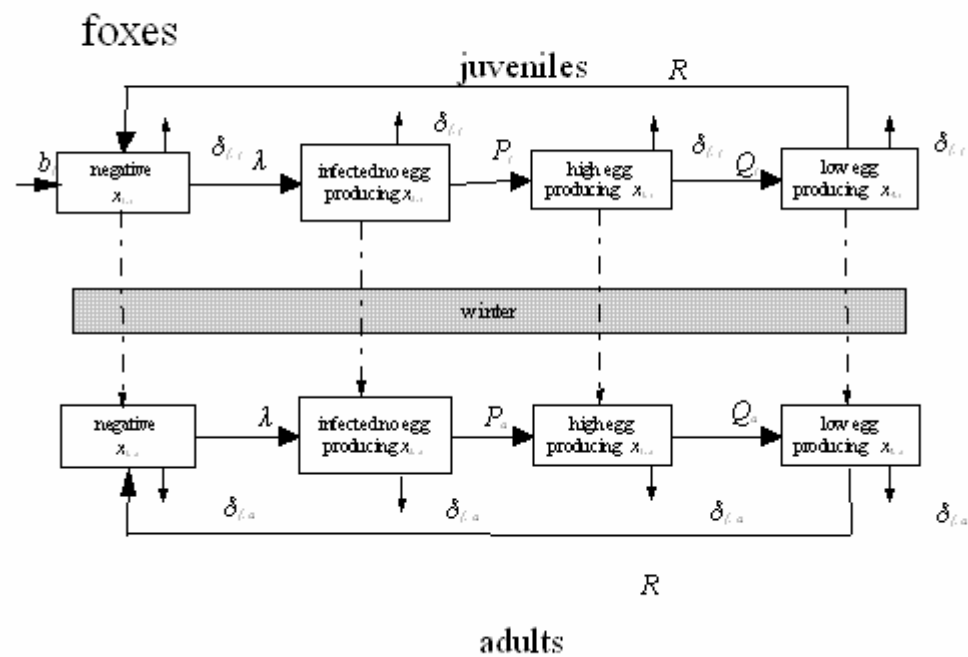 foxes
juveniles
R
b
negative
x
δ
λ
infected no egg
producing x
δ
P
high egg
producing x
δ
Q
low egg
producing x
δ
winter
negative
x
λ
infected no egg
producing x
P
high egg
producing x
Q
low egg
producing x
δ
δ
δ
δ
R
adults